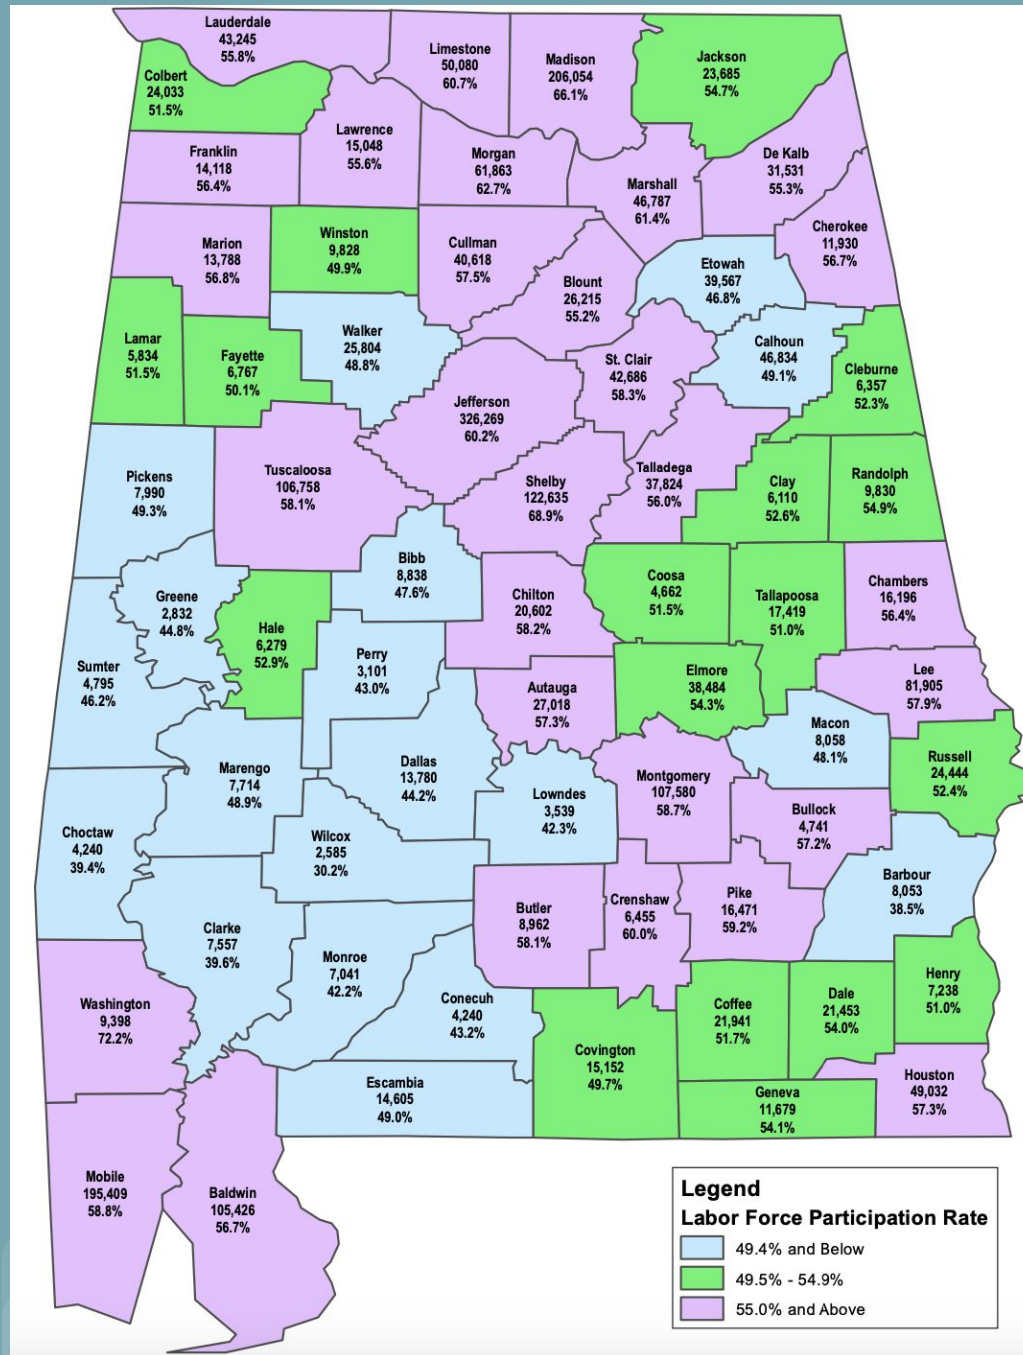 Lauderdale
43,245
55.8%
Limestone
50,080
60.7%
Madison
206,054
66.1%
Jackson
23,685
54.7%
Colbert
24,033
51.5%
Lawrence
15,048
55.6%
Franklin
14,118
56.4%
Morgan
61,863
62.7%
De Kalb
31,531
55.3%
Marshall
46,787
61.4%
Cherokee
11,930
56.7%
Marion
13,788
56.8%
Winston
9,828
49.9%
Cullman
40,618
57.5%
Etowah
39,567
46.8%
Blount
26,215
55.2%
Lamar
5,834
51.5%
Fayette
6,767
50.1%
Walker
25,804
48.8%
Calhoun
46,834
49.1%
St. Clair
42,686
58.3%
Cleburne
6,357
52.3%
Jefferson
326,269
60.2%
Pickens
7,990
49.3%
Tuscaloosa
106,758
58.1%
Shelby
122,635
68.9%
Talladega
37,824
56.0%
Clay
6,110
52.6%
Randolph
9,830
54.9%
Bibb
8,838
47.6%
Greene
2,832
44.8%
Hale
6,279
52.9%
Chilton
20,602
58.2%
Coosa
4,662
51.5%
Tallapoosa
17,419
51.0%
Chambers
16,196
56.4%
Sumter
4,795
46.2%
Perry
3,101
43.0%
Autauga
27,018
57.3%
Elmore
38,484
54.3%
Lee
81,905
57.9%
Macon
8,058
48.1%
Russell
24,444
52.4%
Marengo
7,714
48.9%
Dallas
13,780
44.2%
Lowndes
3,539
42.3%
Montgomery
107,580
58.7%
Bullock
4,741
57.2%
Choctaw
4,240
39.4%
Wilcox
2,585
30.2%
Barbour
8,053
38.5%
Butler
8,962
58.1%
Crenshaw
6,455
60.0%
Pike
16,471
59.2%
Clarke
7,557
39.6%
Monroe
7,041
42.2%
Conecuh
4,240
43.2%
Henry
7,238
51.0%
Washington
9,398
72.2%
Coffee
21,941
51.7%
Dale
21,453
54.0%
Covington
15,152
49.7%
Escambia
14,605
49.0%
Geneva
11,679
54.1%
Houston
49,032
57.3%
Mobile
195,409
58.8%
Baldwin
105,426
56.7%
Legend
Labor Force Participation Rate
49.4% and Below
49.5% - 54.9%
55.0% and Above